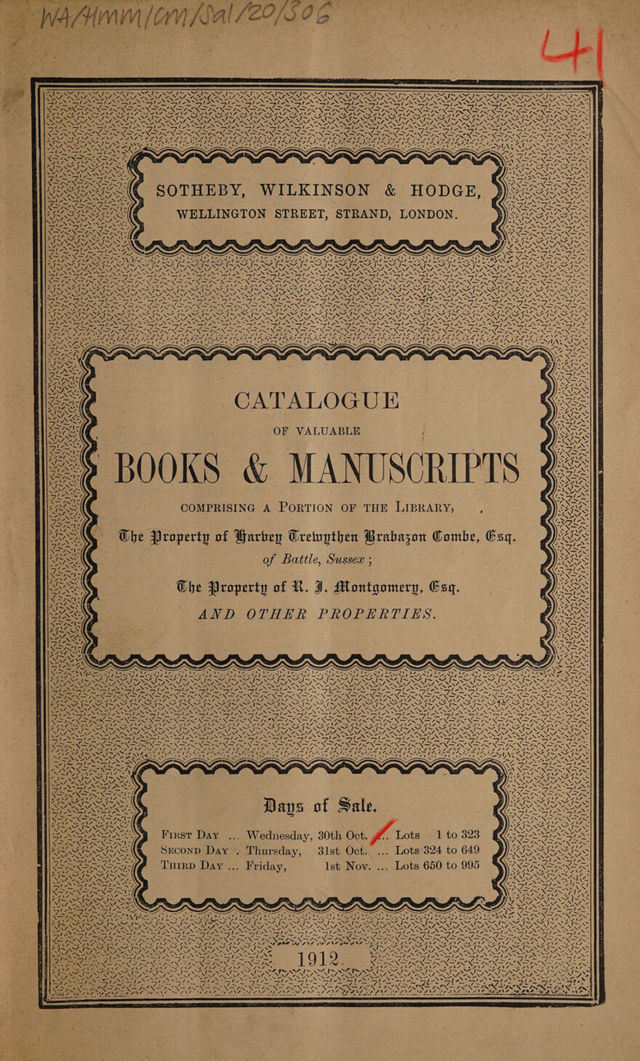 WA/HMM/CM/Sal/20/306
41
SOTHEBY, WILKINSON & HODGE,
WELLINGTON STREET, STRAND, LONDON.
CATALOGUE
OF VALUABLE
BOOKS & MANUSCRIPTS
COMPRISING A PORTION OF THE LIBRARY,
The Property of Harvey Trewythen Brabazon Combe, Esq.
of Battle, Sussex;
The Property of R. J. Montgomery, Esq.
AND OTHER PROPERTIES.
Days of Sale.
FIRST DAY ... Wednesday, 30th Oct. ... Lots 1 to 323
SECOND DAY . Thursday, 31st Oct. ... Lots 324 to 649
THIRD DAY ... Friday, 1st Nov. ... Lots 650 to 995
1912.